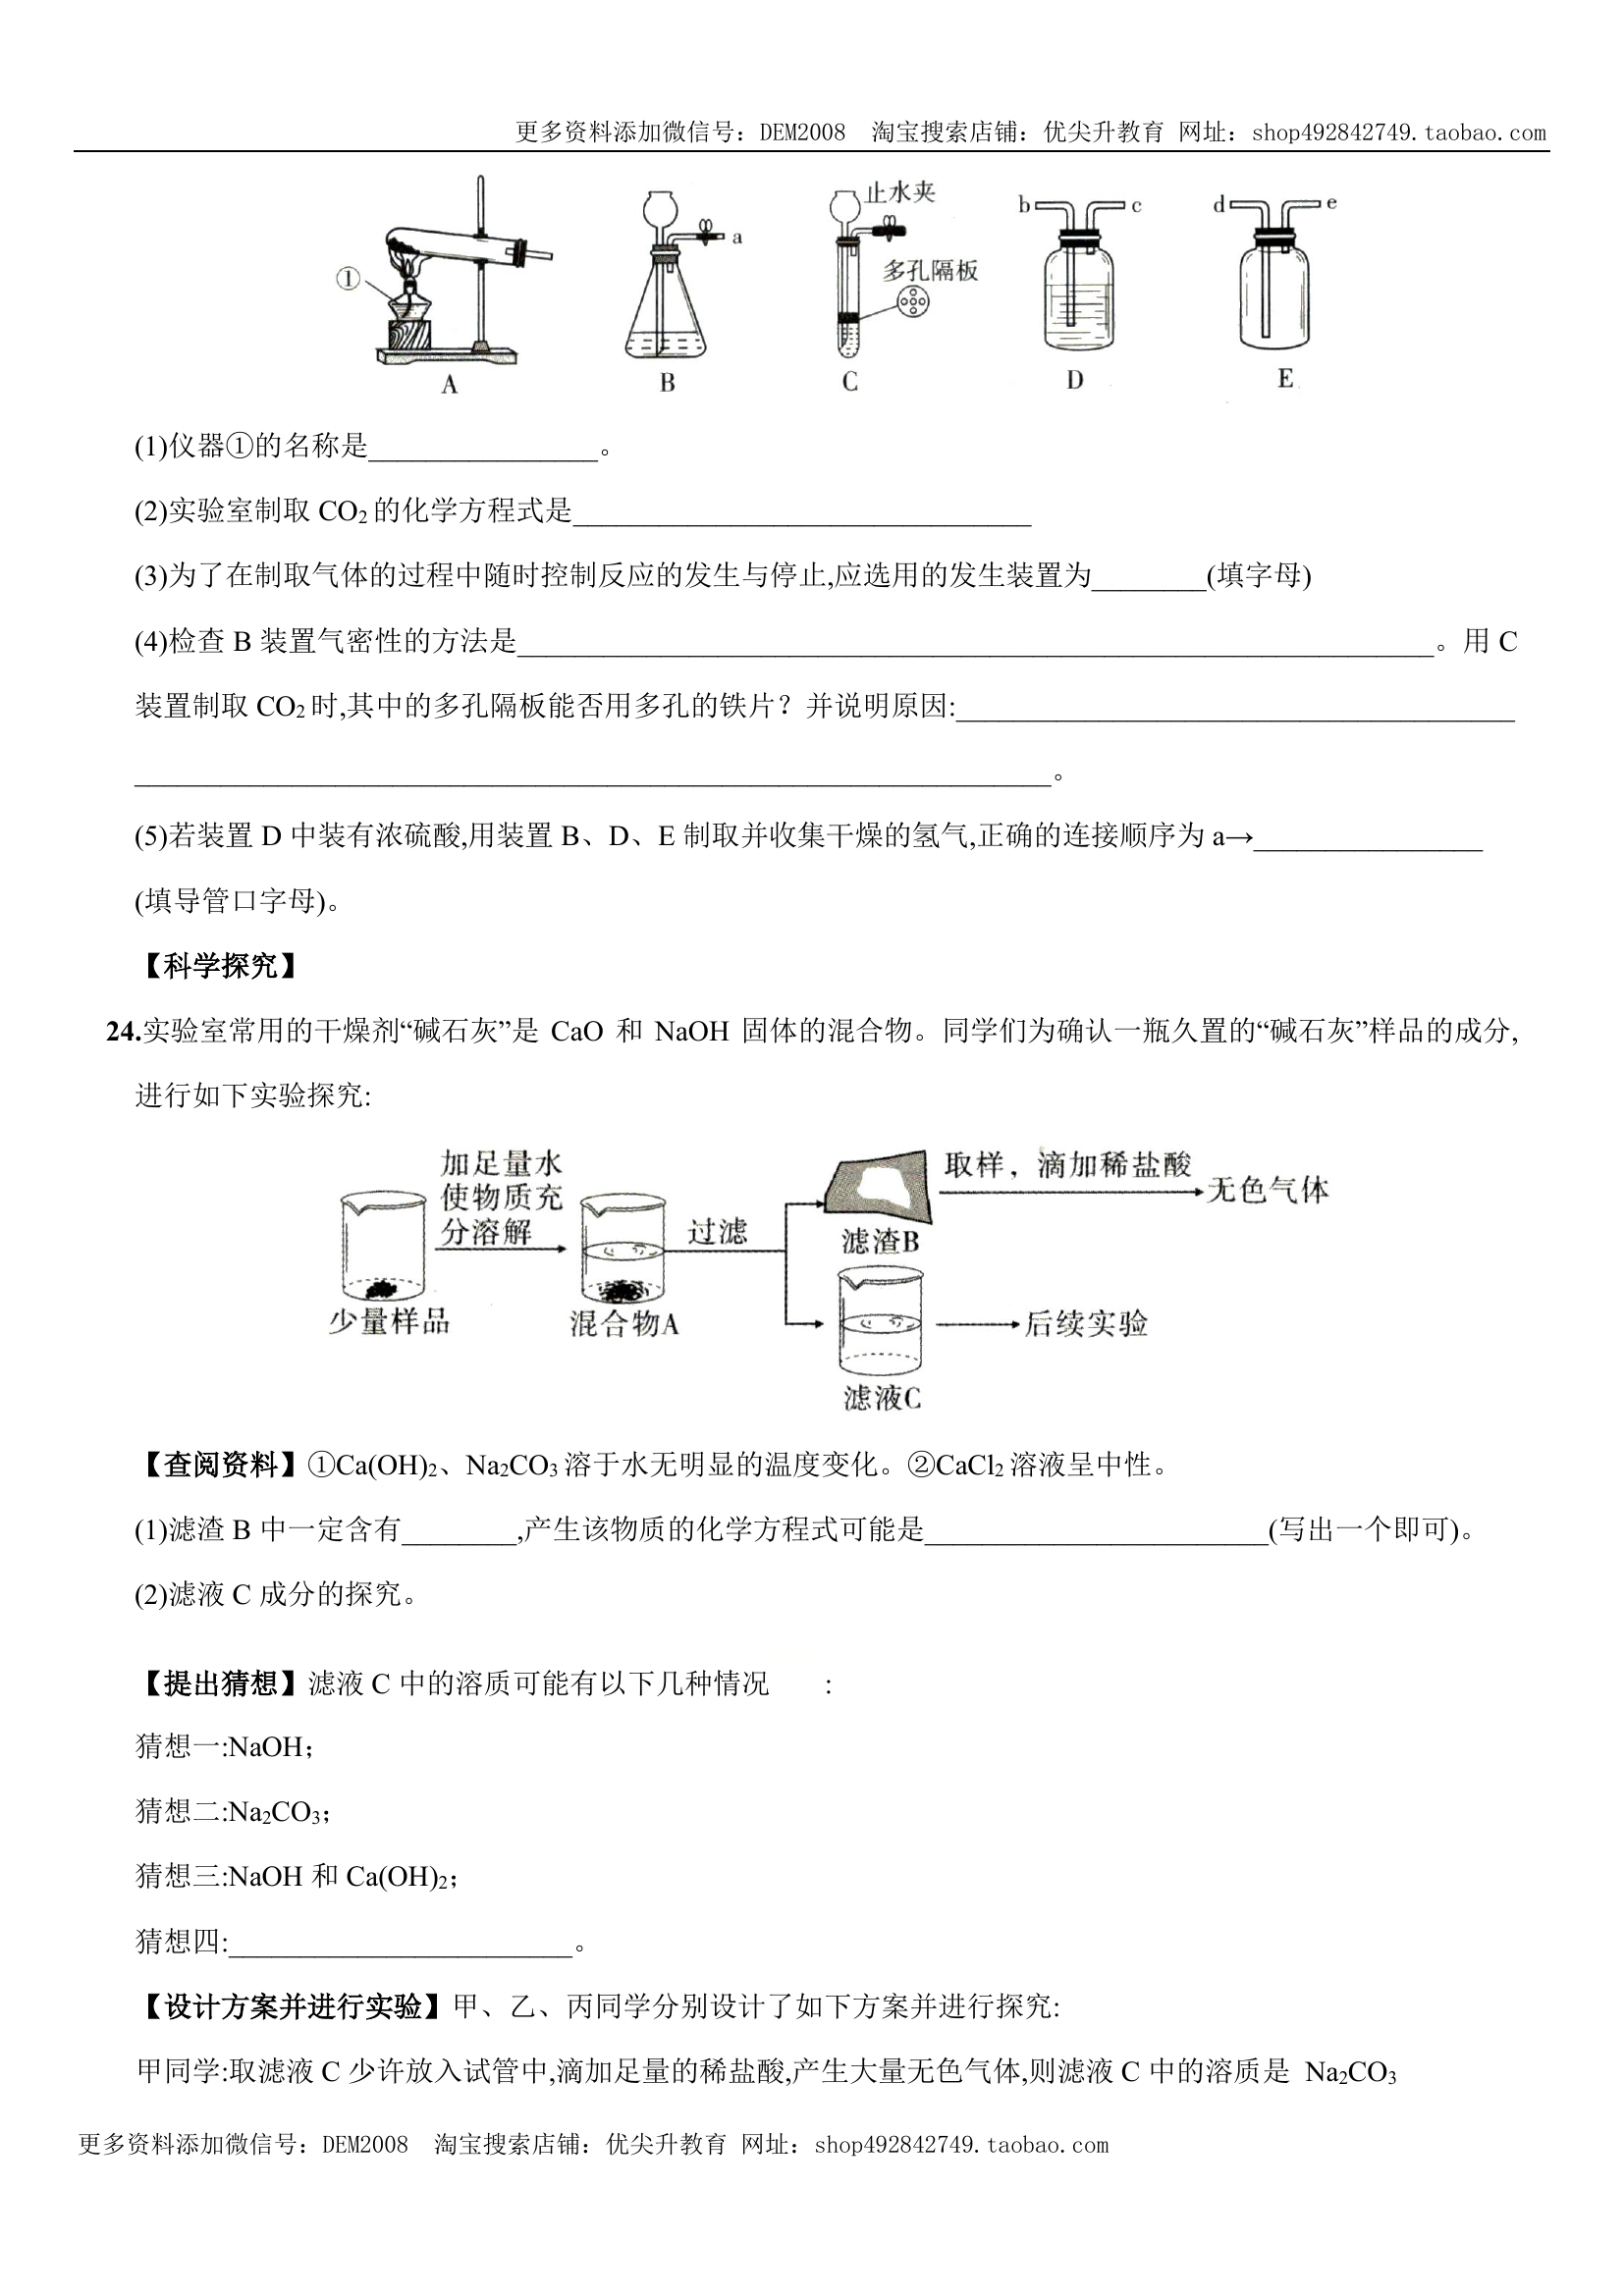 更多资料添加微信号：DEM2008 淘宝搜索店铺：优尖升教育 网址：shop492842749.taobao.com
止水夹
b c d e
a
①
多孔隔板
A B C D E
(1)仪器①的名称是________________。
(2)实验室制取 CO₂的化学方程式是________________________________
(3)为了在制取气体的过程中随时控制反应的发生与停止,应选用的发生装置为________(填字母)
(4)检查 B 装置气密性的方法是________________________________________________________________。用 C
装置制取 CO₂时,其中的多孔隔板能否用多孔的铁片？并说明原因:_______________________________________
________________________________________________________________。
(5)若装置 D 中装有浓硫酸,用装置 B、D、E 制取并收集干燥的氢气,正确的连接顺序为 a→________________
(填导管口字母)。
【科学探究】
24.实验室常用的干燥剂“碱石灰”是 CaO 和 NaOH 固体的混合物。同学们为确认一瓶久置的“碱石灰”样品的成分,
进行如下实验探究:
加足量水
使物质充
分溶解
过滤
取样，滴加稀盐酸
无色气体
滤渣B
少量样品
混合物A
后续实验
滤液C
【查阅资料】①Ca(OH)₂、Na₂CO₃溶于水无明显的温度变化。②CaCl₂溶液呈中性。
(1)滤渣 B 中一定含有________,产生该物质的化学方程式可能是________________________(写出一个即可)。
(2)滤液 C 成分的探究。
【提出猜想】滤液 C 中的溶质可能有以下几种情况 :
猜想一:NaOH；
猜想二:Na₂CO₃；
猜想三:NaOH 和 Ca(OH)₂；
猜想四:________________________。
【设计方案并进行实验】甲、乙、丙同学分别设计了如下方案并进行探究:
甲同学:取滤液 C 少许放入试管中,滴加足量的稀盐酸,产生大量无色气体,则滤液 C 中的溶质是 Na₂CO₃
更多资料添加微信号：DEM2008 淘宝搜索店铺：优尖升教育 网址：shop492842749.taobao.com